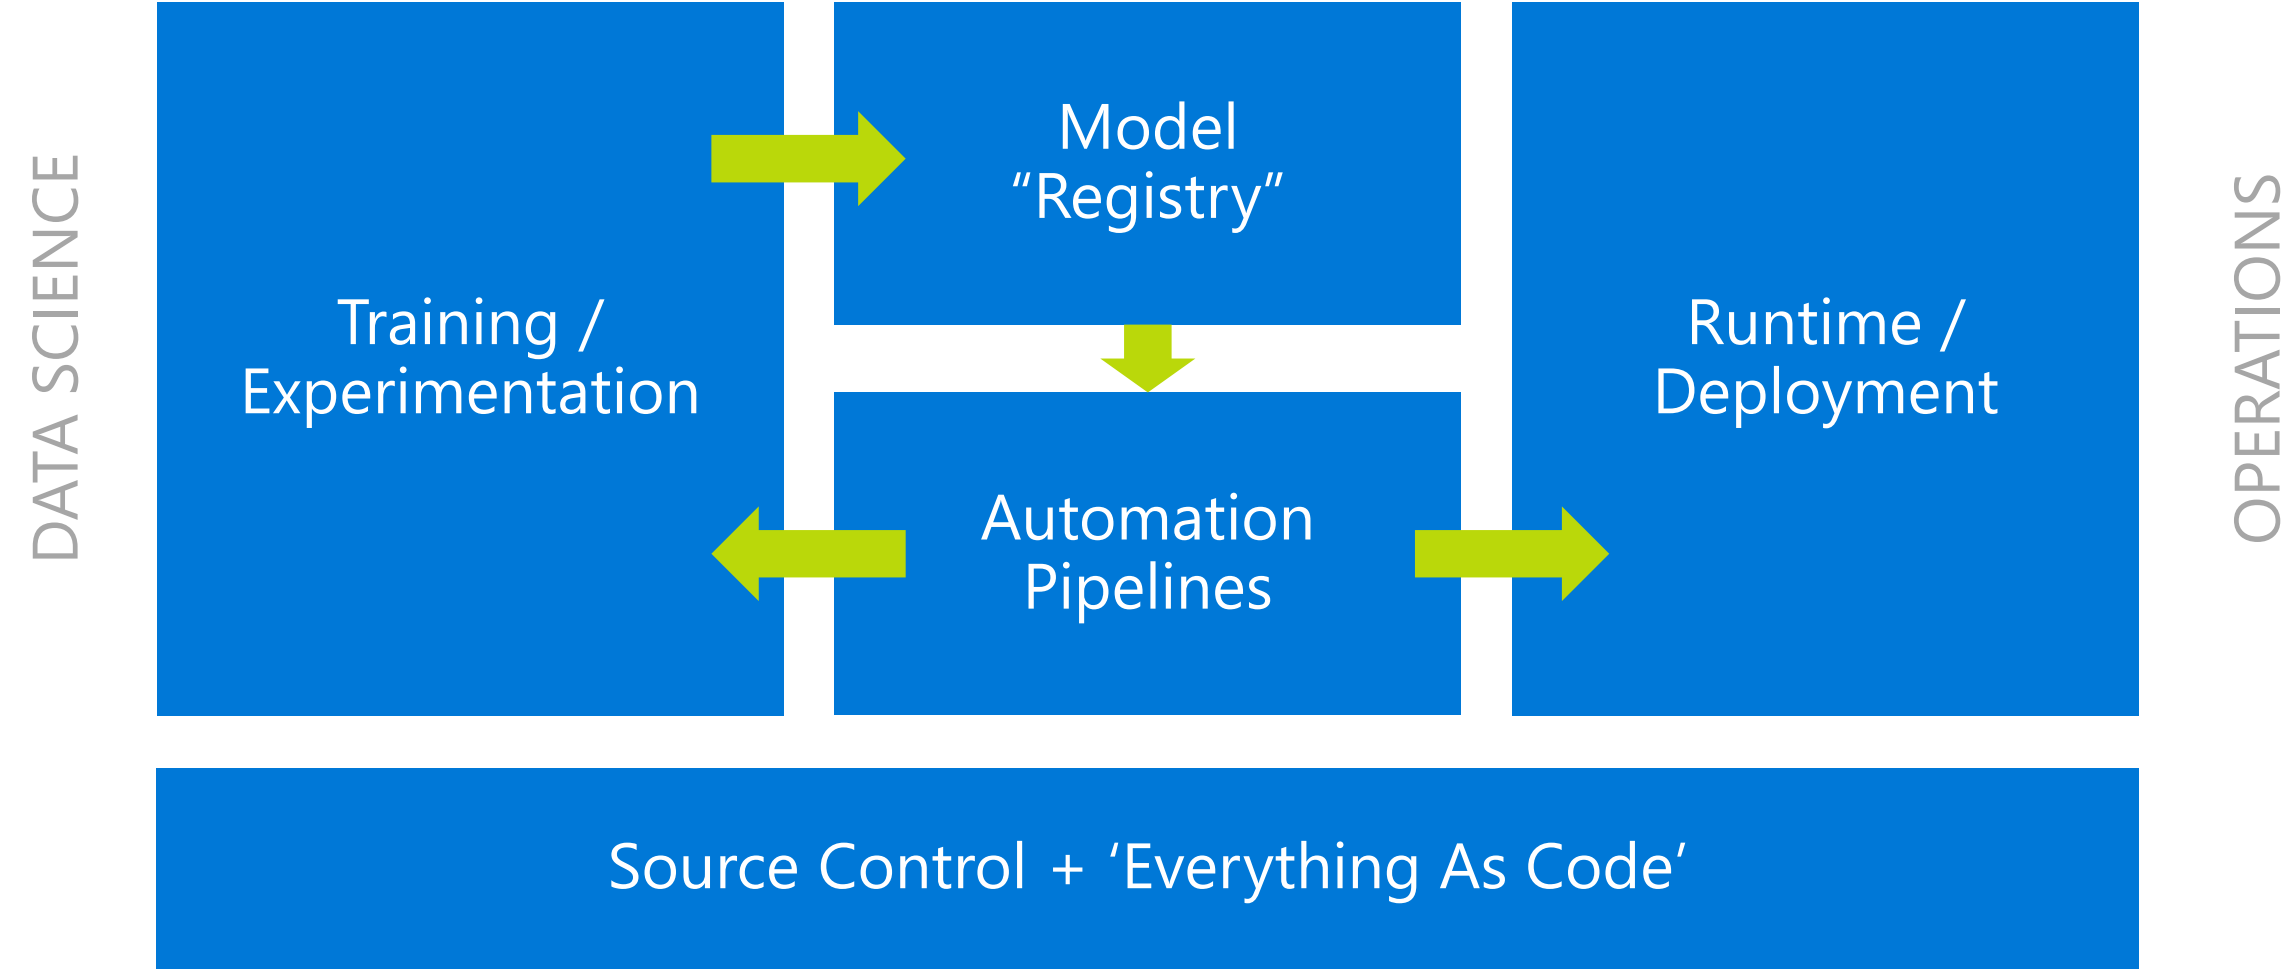 DATA SCIENCE
Training /
Experimentation
Model
“Registry”
Automation
Pipelines
Runtime /
Deployment
OPERATIONS
Source Control + ‘Everything As Code’